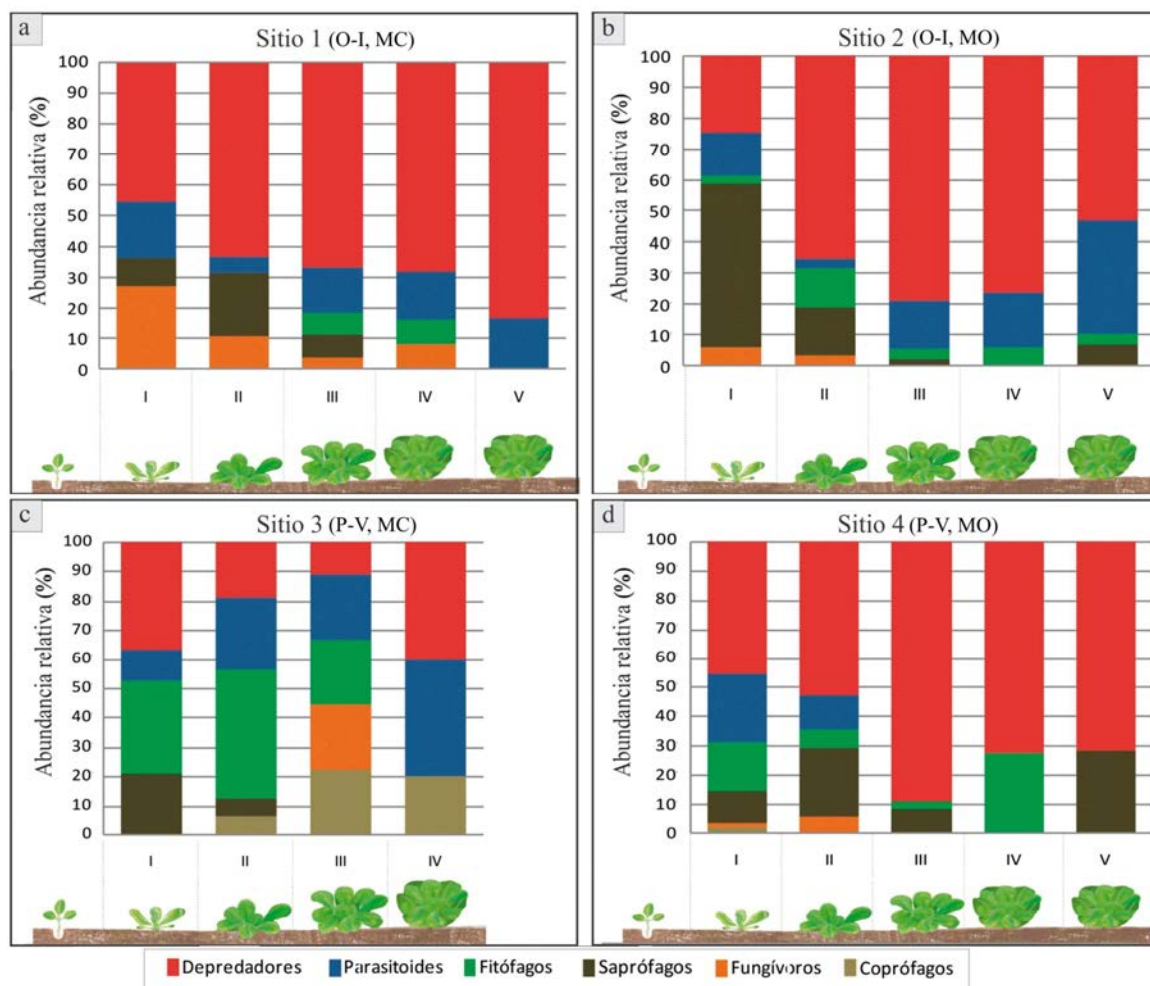 a
Sitio 1 (O-I, MC)
Abundancia relativa (%)
100
90
80
70
60
50
40
30
20
10
0
I II III IV V
b
Sitio 2 (O-I, MO)
Abundancia relativa (%)
100
90
80
70
60
50
40
30
20
10
0
I II III IV V
c
Sitio 3 (P-V, MC)
Abundancia relativa (%)
100
90
80
70
60
50
40
30
20
10
0
I II III IV
d
Sitio 4 (P-V, MO)
Abundancia relativa (%)
100
90
80
70
60
50
40
30
20
10
0
I II III IV V
Depredadores Parasitoides Fitófagos Saprófagos Fungívoros Coprófagos